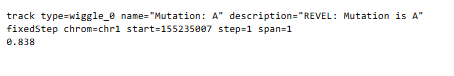 track type=wiggle_0 name="Mutation: A" description="REVEL: Mutation is A"
fixedStep chrom=chr1 start=155235007 step=1 span=1
0.838